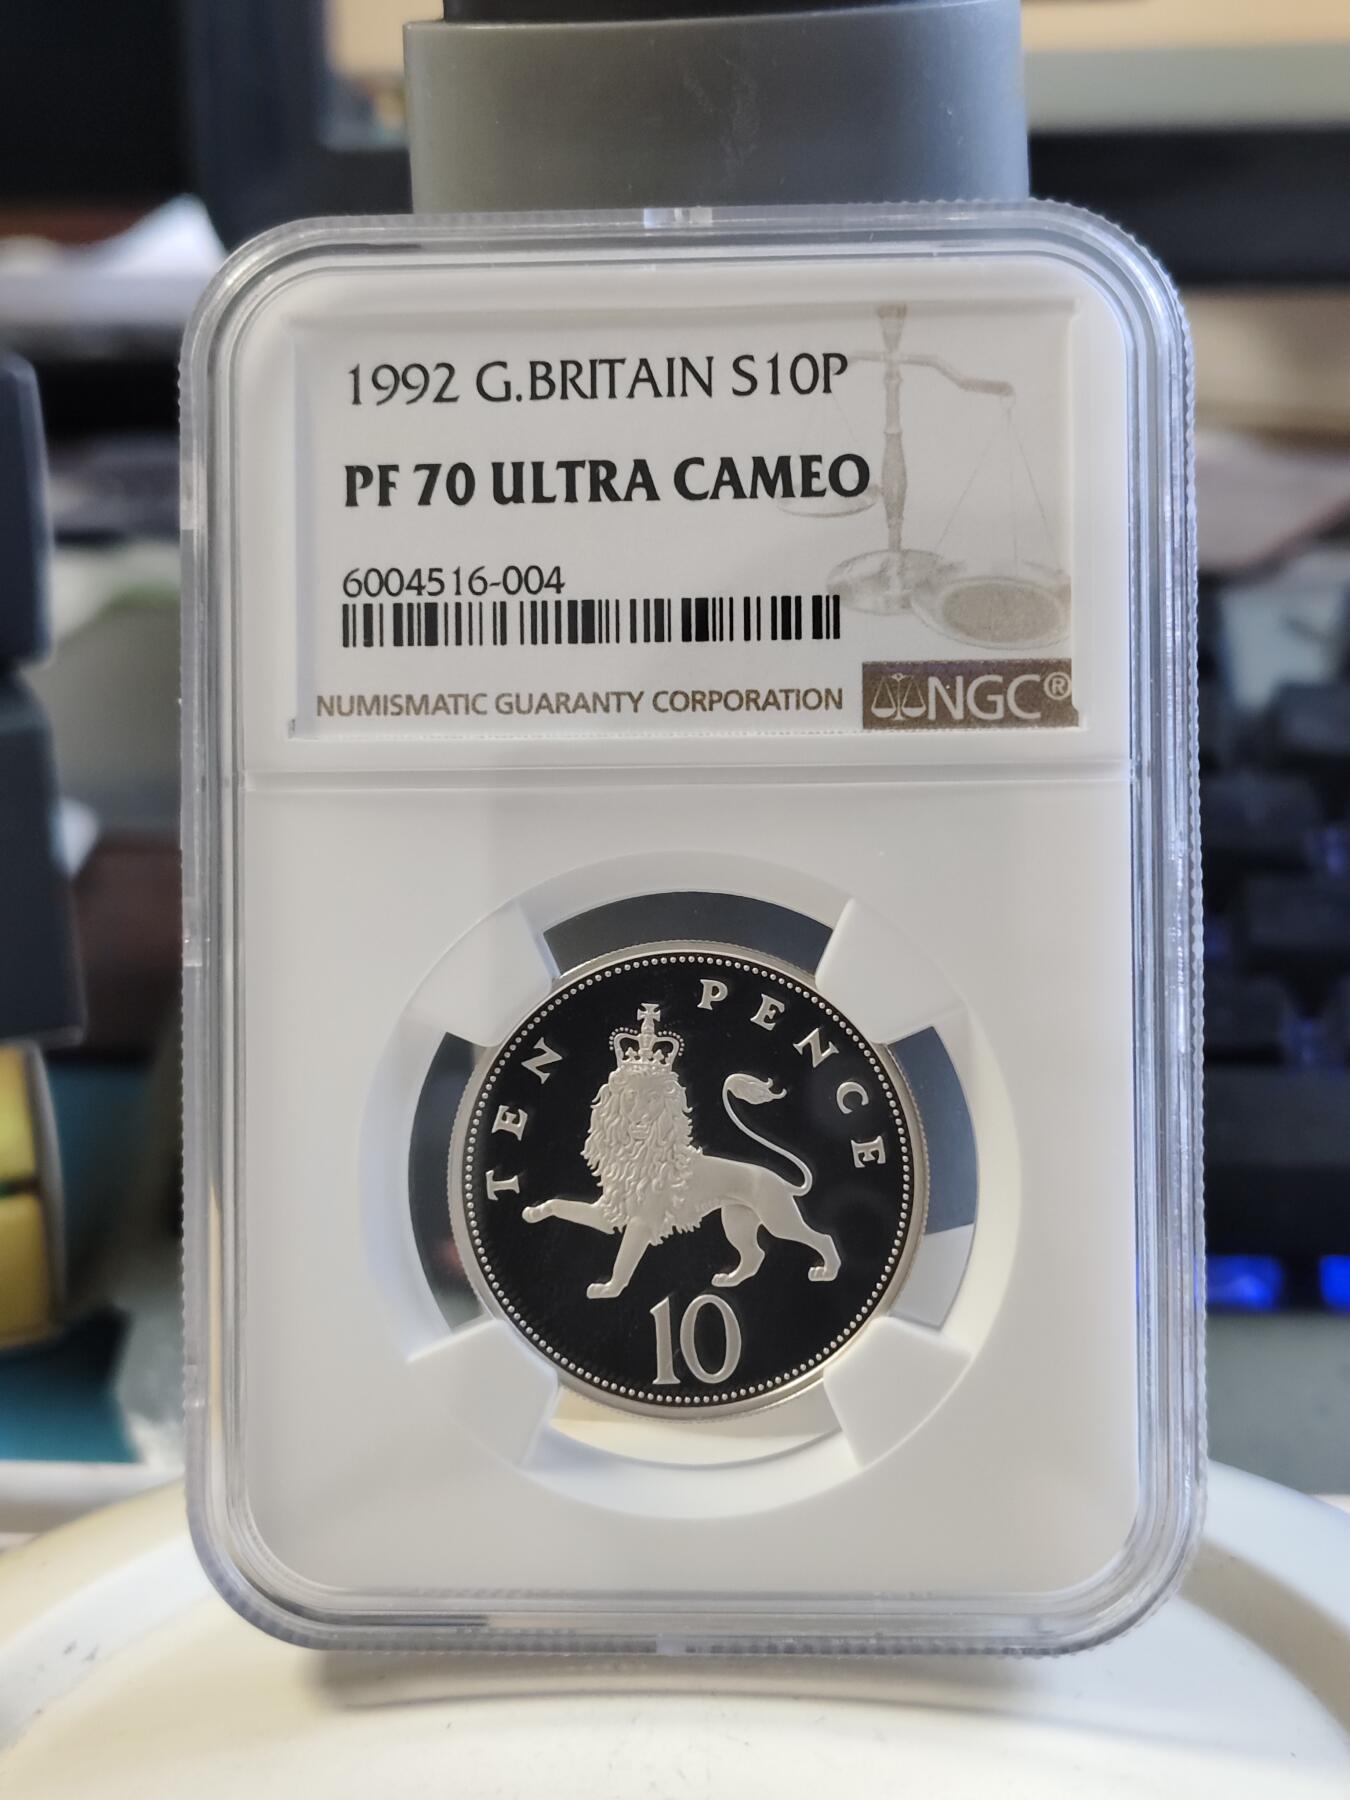 1992 G.BRITAIN S10P
PF 70 ULTRA CAMEO
6004516-004
NUMISMATIC GUARANTY CORPORATION
NGC®
TEN PENCE
10